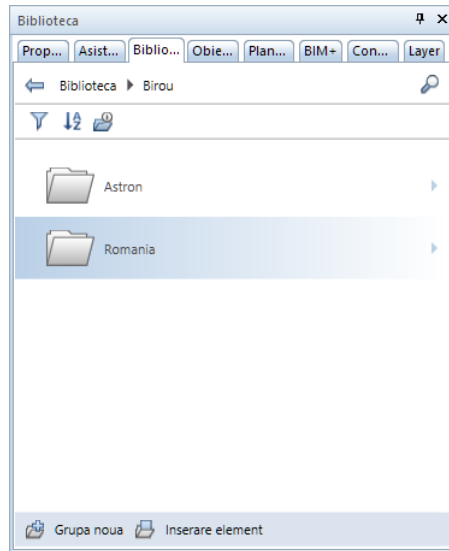 Biblioteca
Prop... Asist... Biblio... Obie... Plan... BIM+ Con... Layer
Biblioteca Birou
Astron
Romania
Grupa noua Inserare element